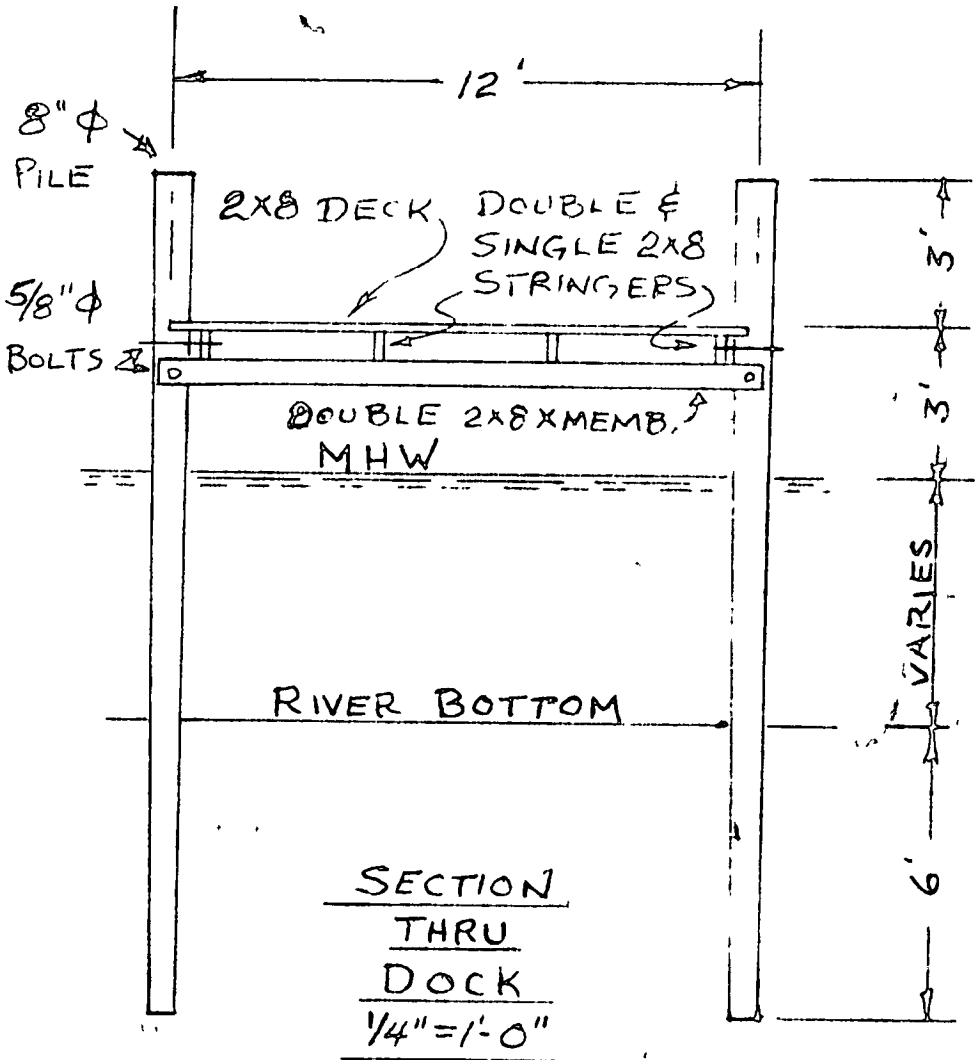 12'
8"ϕ
PILE
2X8 DECK
DOUBLE &
SINGLE 2X8
STRINGERS
3'
5/8"ϕ
BOLTS
DOUBLE 2X8 XMEMB.
3'
MHW
VARIES
RIVER BOTTOM
6'
SECTION
THRU
DOCK
1/4"=1'-0"